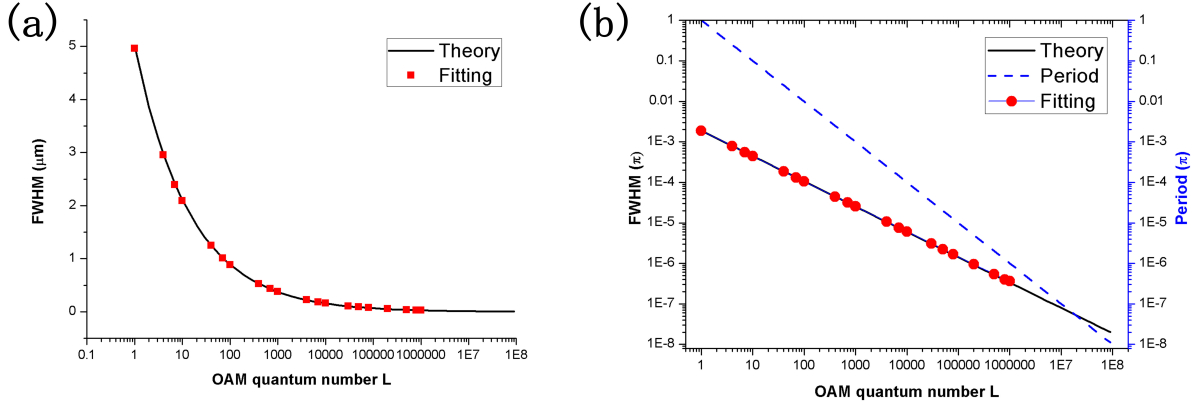 (a)
5
4
3
2
1
0
FWHM (μm)
Theory
Fitting
0.1 1 10 100 1000 10000 100000 1000000 1E7 1E8
OAM quantum number L
(b)
1
0.1
0.01
1E-3
1E-4
1E-5
1E-6
1E-7
1E-8
FWHM (π)
Theory
Period
Fitting
1
0.1
0.01
1E-3
1E-4
1E-5
1E-6
1E-7
1E-8
Period (π)
1 10 100 1000 10000 100000 1000000 1E7 1E8
OAM quantum number L